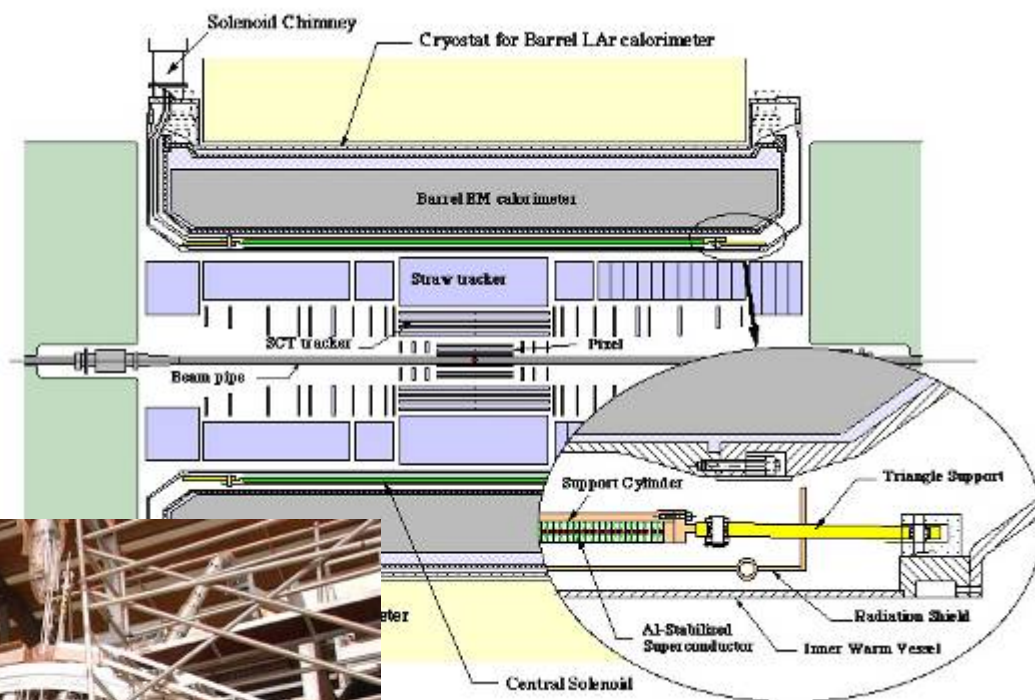 Solenoid Chimney
Cryostat for Barrel LAr calorimeter
Barrel EM calorimeter
Straw tracker
SCT tracker
Pixel
Beam pipe
Support Cylinder
Triangle Support
Radiation Shield
Al-Stabilized
Superconductor
Inner Warm Vessel
Central Solenoid